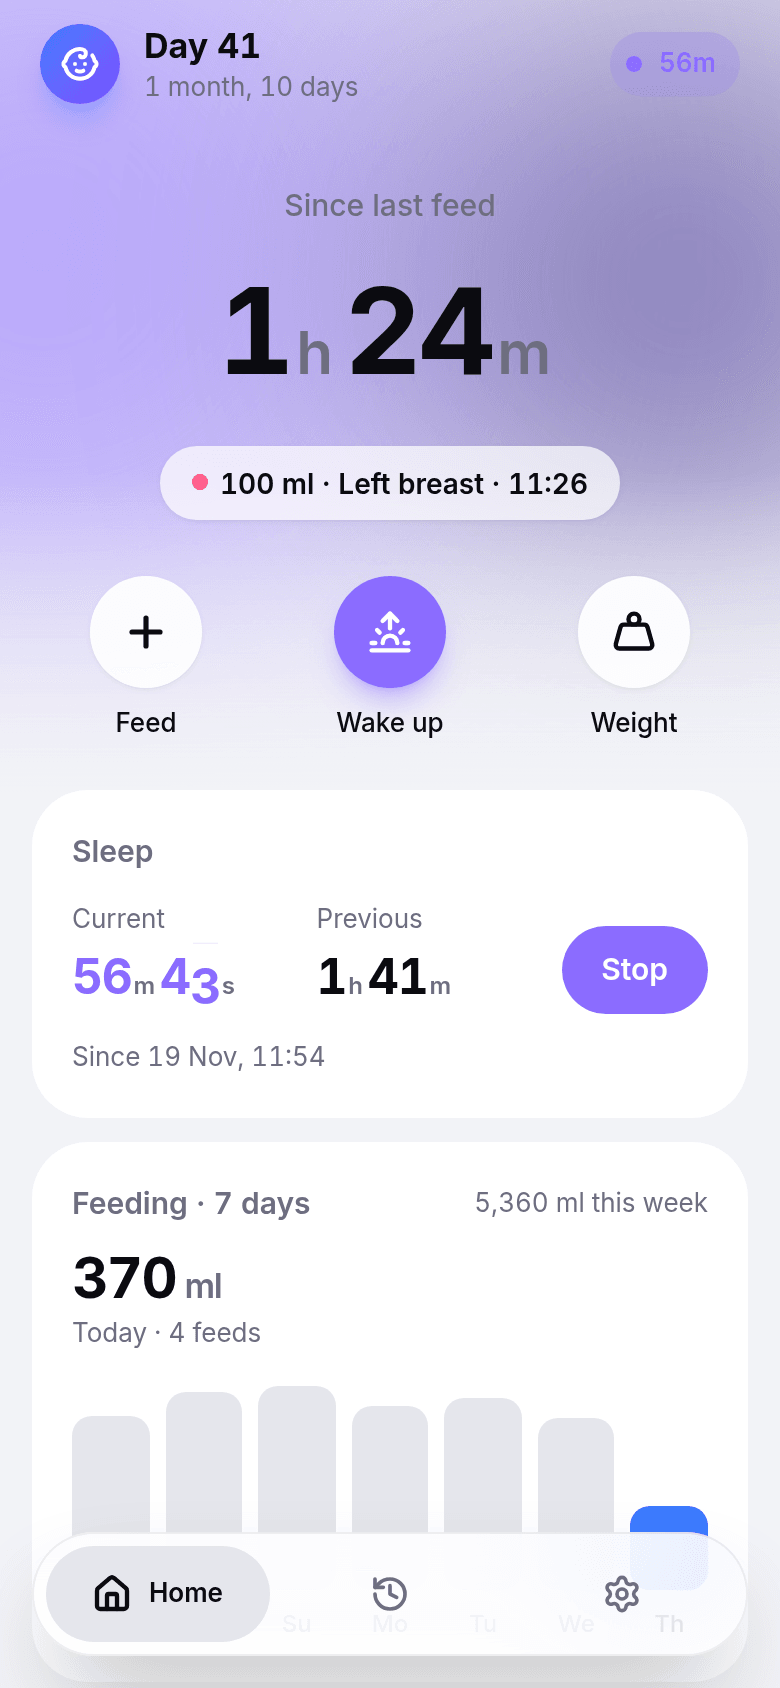 Day 41
1 month, 10 days
56m
Since last feed
1h 24m
100 ml · Left breast · 11:26
Feed
Wake up
Weight
Sleep
Current
Previous
56m 43s
1h 41m
Stop
Since 19 Nov, 11:54
Feeding · 7 days
5,360 ml this week
370 ml
Today · 4 feeds
Home
Su Mo Tu We Th